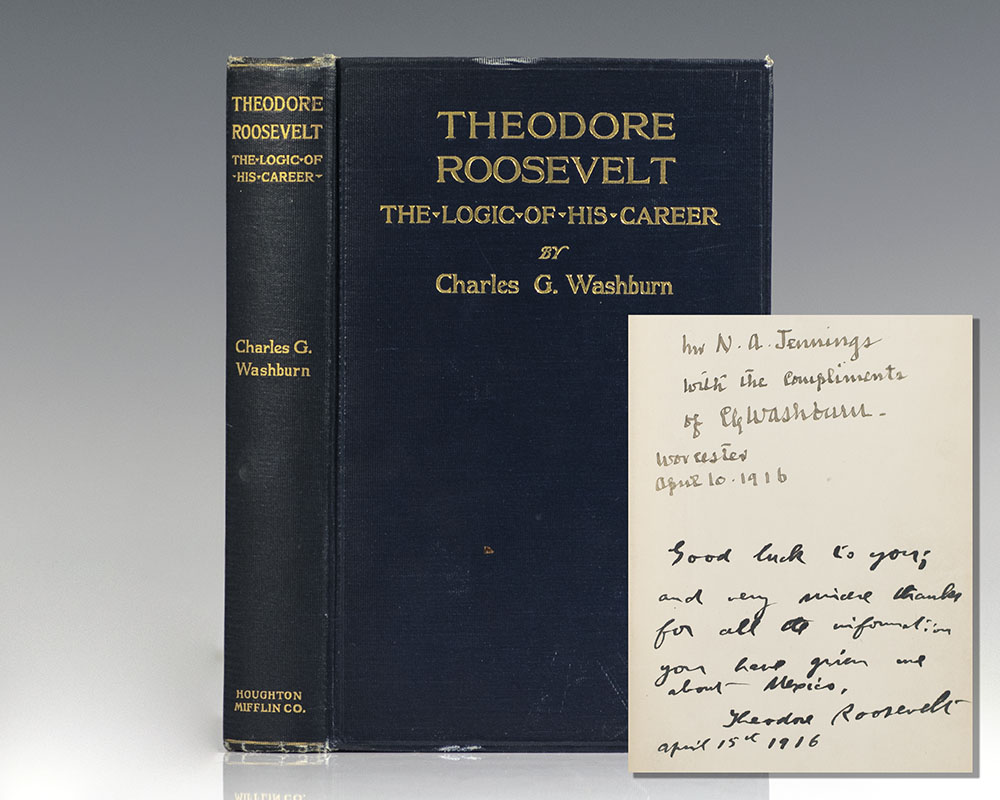 THEODORE
ROOSEVELT
THE·LOGIC·OF
·HIS·CAREER·
Charles G.
Washburn
HOUGHTON
MIFFLIN CO.
THEODORE
ROOSEVELT
THE·LOGIC·OF·HIS·CAREER
BY
Charles G. Washburn
Mr N. A. Jennings
with the compliments
of CGWashburn-
Worcester
April 10. 1916
Good luck to you;
and very sincere thanks
for all the information
you have given me
about Mexico,
Theodore Roosevelt
April 15th 1916